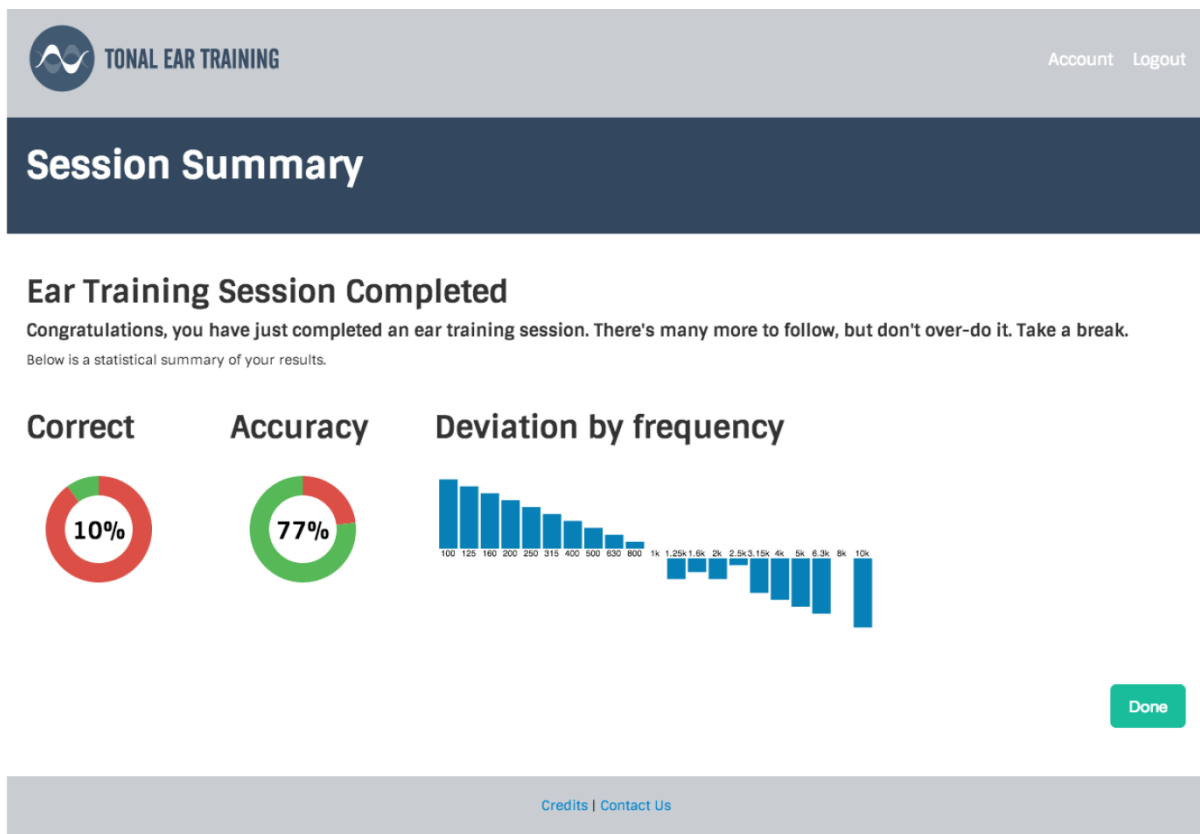 TONAL EAR TRAINING
Account Logout
Session Summary
Ear Training Session Completed
Congratulations, you have just completed an ear training session. There's many more to follow, but don't over-do it. Take a break.
Below is a statistical summary of your results.
Correct Accuracy Deviation by frequency
10% 77%
100 125 160 200 250 315 400 500 630 800 1k 1.25k 1.6k 2k 2.5k 3.15k 4k 5k 6.3k 8k 10k
Done
Credits | Contact Us